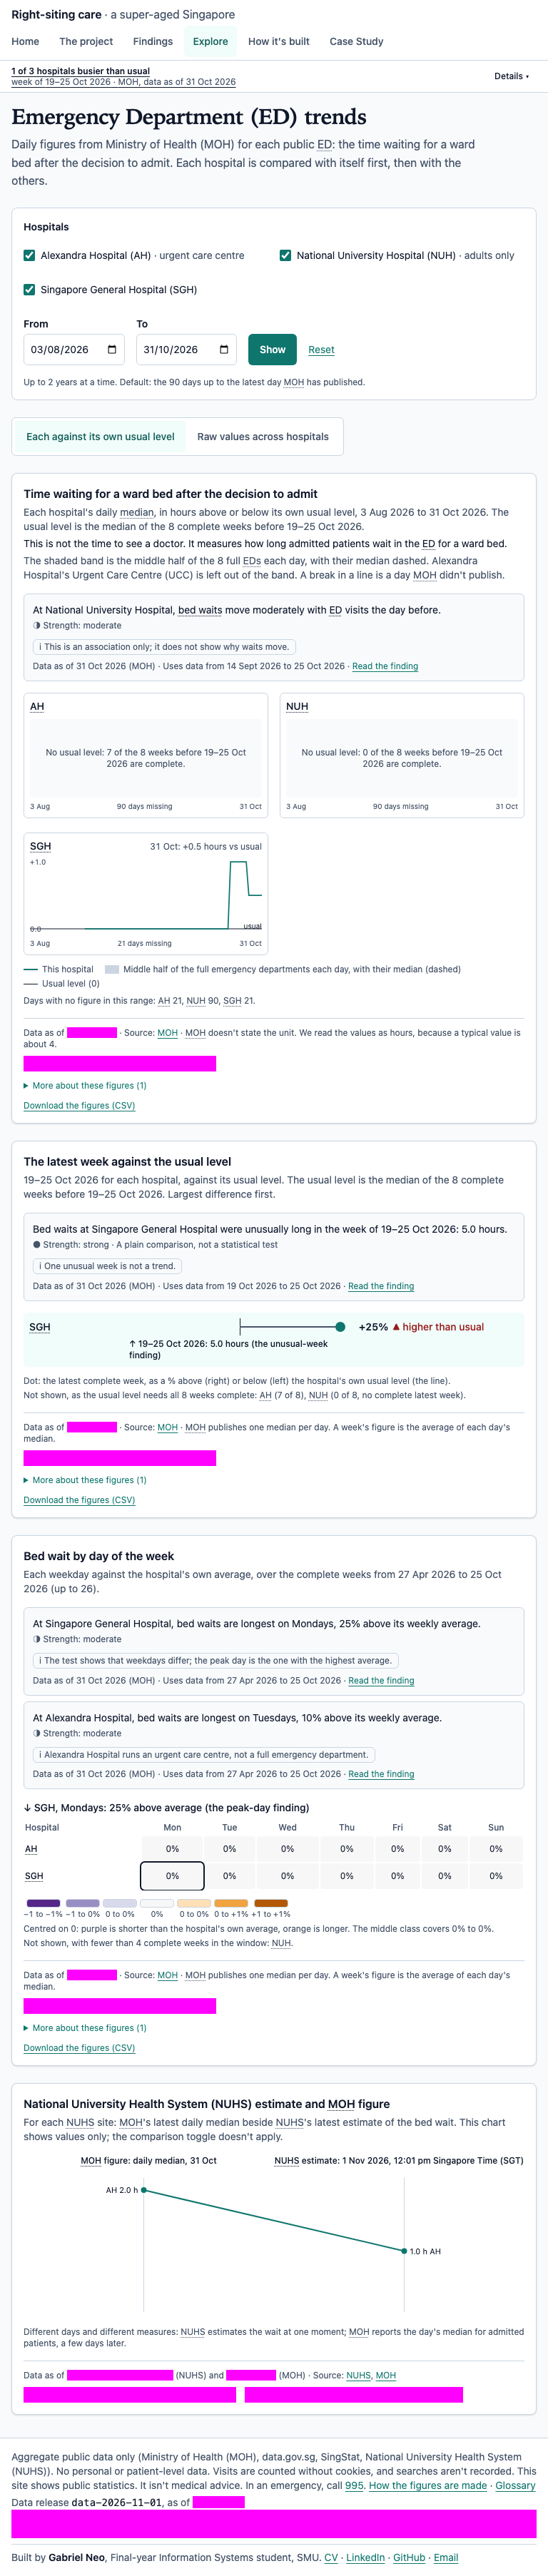 Right-siting care · a super-aged Singapore
Home The project Findings Explore How it's built Case Study
1 of 3 hospitals busier than usual
week of 19–25 Oct 2026 · MOH, data as of 31 Oct 2026
Details ▾
Emergency Department (ED) trends
Daily figures from Ministry of Health (MOH) for each public ED: the time waiting for a ward
bed after the decision to admit. Each hospital is compared with itself first, then with the
others.
Hospitals
Alexandra Hospital (AH) · urgent care centre
National University Hospital (NUH) · adults only
Singapore General Hospital (SGH)
From To
03/08/2026 31/10/2026 Show Reset
Up to 2 years at a time. Default: the 90 days up to the latest day MOH has published.
Each against its own usual level Raw values across hospitals
Time waiting for a ward bed after the decision to admit
Each hospital's daily median, in hours above or below its own usual level, 3 Aug 2026 to 31 Oct 2026. The
usual level is the median of the 8 complete weeks before 19–25 Oct 2026.
This is not the time to see a doctor. It measures how long admitted patients wait in the ED for a ward bed.
The shaded band is the middle half of the 8 full EDs each day, with their median dashed. Alexandra
Hospital's Urgent Care Centre (UCC) is left out of the band. A break in a line is a day MOH didn't publish.
At National University Hospital, bed waits move moderately with ED visits the day before.
Strength: moderate
i This is an association only; it does not show why waits move.
Data as of 31 Oct 2026 (MOH) · Uses data from 14 Sept 2026 to 25 Oct 2026 · Read the finding
AH
No usual level: 7 of the 8 weeks before 19–25 Oct
2026 are complete.
3 Aug 90 days missing 31 Oct
NUH
No usual level: 0 of the 8 weeks before 19–25 Oct
2026 are complete.
3 Aug 90 days missing 31 Oct
SGH 31 Oct: +0.5 hours vs usual
+1.0
0.0 usual
3 Aug 21 days missing 31 Oct
This hospital Middle half of the full emergency departments each day, with their median (dashed)
Usual level (0)
Days with no figure in this range: AH 21, NUH 90, SGH 21.
Data as of · Source: MOH · MOH doesn't state the unit. We read the values as hours, because a typical value is
about 4.
▶ More about these figures (1)
Download the figures (CSV)
The latest week against the usual level
19–25 Oct 2026 for each hospital, against its usual level. The usual level is the median of the 8 complete
weeks before 19–25 Oct 2026. Largest difference first.
Bed waits at Singapore General Hospital were unusually long in the week of 19–25 Oct 2026: 5.0 hours.
Strength: strong · A plain comparison, not a statistical test
i One unusual week is not a trend.
Data as of 31 Oct 2026 (MOH) · Uses data from 19 Oct 2026 to 25 Oct 2026 · Read the finding
SGH +25% ▲ higher than usual
↑ 19–25 Oct 2026: 5.0 hours (the unusual-week
finding)
Dot: the latest complete week, as a % above (right) or below (left) the hospital's own usual level (the line).
Not shown, as the usual level needs all 8 weeks complete: AH (7 of 8), NUH (0 of 8, no complete latest week).
Data as of · Source: MOH · MOH publishes one median per day. A week's figure is the average of each day's
median.
▶ More about these figures (1)
Download the figures (CSV)
Bed wait by day of the week
Each weekday against the hospital's own average, over the complete weeks from 27 Apr 2026 to 25 Oct
2026 (up to 26).
At Singapore General Hospital, bed waits are longest on Mondays, 25% above its weekly average.
Strength: moderate
i The test shows that weekdays differ; the peak day is the one with the highest average.
Data as of 31 Oct 2026 (MOH) · Uses data from 27 Apr 2026 to 25 Oct 2026 · Read the finding
At Alexandra Hospital, bed waits are longest on Tuesdays, 10% above its weekly average.
Strength: moderate
i Alexandra Hospital runs an urgent care centre, not a full emergency department.
Data as of 31 Oct 2026 (MOH) · Uses data from 27 Apr 2026 to 25 Oct 2026 · Read the finding
↓ SGH, Mondays: 25% above average (the peak-day finding)
Hospital Mon Tue Wed Thu Fri Sat Sun
AH 0% 0% 0% 0% 0% 0% 0%
SGH 0% 0% 0% 0% 0% 0% 0%
−1 to −1% −1 to 0% 0 to 0% 0% 0 to 0% 0 to +1% +1 to +1%
Centred on 0: purple is shorter than the hospital's own average, orange is longer. The middle class covers 0% to 0%.
Not shown, with fewer than 4 complete weeks in the window: NUH.
Data as of · Source: MOH · MOH publishes one median per day. A week's figure is the average of each day's
median.
▶ More about these figures (1)
Download the figures (CSV)
National University Health System (NUHS) estimate and MOH figure
For each NUHS site: MOH's latest daily median beside NUHS's latest estimate of the bed wait. This chart
shows values only; the comparison toggle doesn't apply.
MOH figure: daily median, 31 Oct NUHS estimate: 1 Nov 2026, 12:01 pm Singapore Time (SGT)
AH 2.0 h
1.0 h AH
Different days and different measures: NUHS estimates the wait at one moment; MOH reports the day's median for admitted
patients, a few days later.
Data as of (NUHS) and (MOH) · Source: NUHS, MOH
Aggregate public data only (Ministry of Health (MOH), data.gov.sg, SingStat, National University Health System
(NUHS)). No personal or patient-level data. Visits are counted without cookies, and searches aren't recorded. This
site shows public statistics. It isn't medical advice. In an emergency, call 995. How the figures are made · Glossary
Data release data-2026-11-01, as of
Built by Gabriel Neo, Final-year Information Systems student, SMU. CV · LinkedIn · GitHub · Email